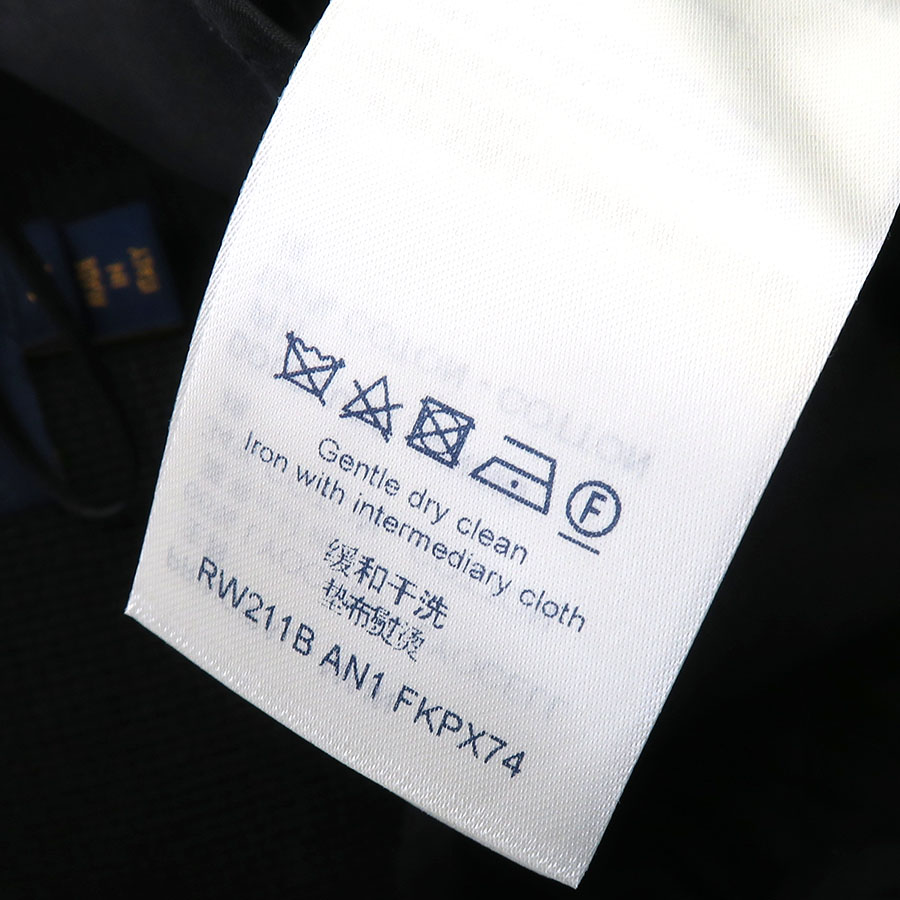 F
Gentle dry clean
Iron with intermediary cloth
缓和干洗
垫布熨烫
RW211B AN1 FKPX74